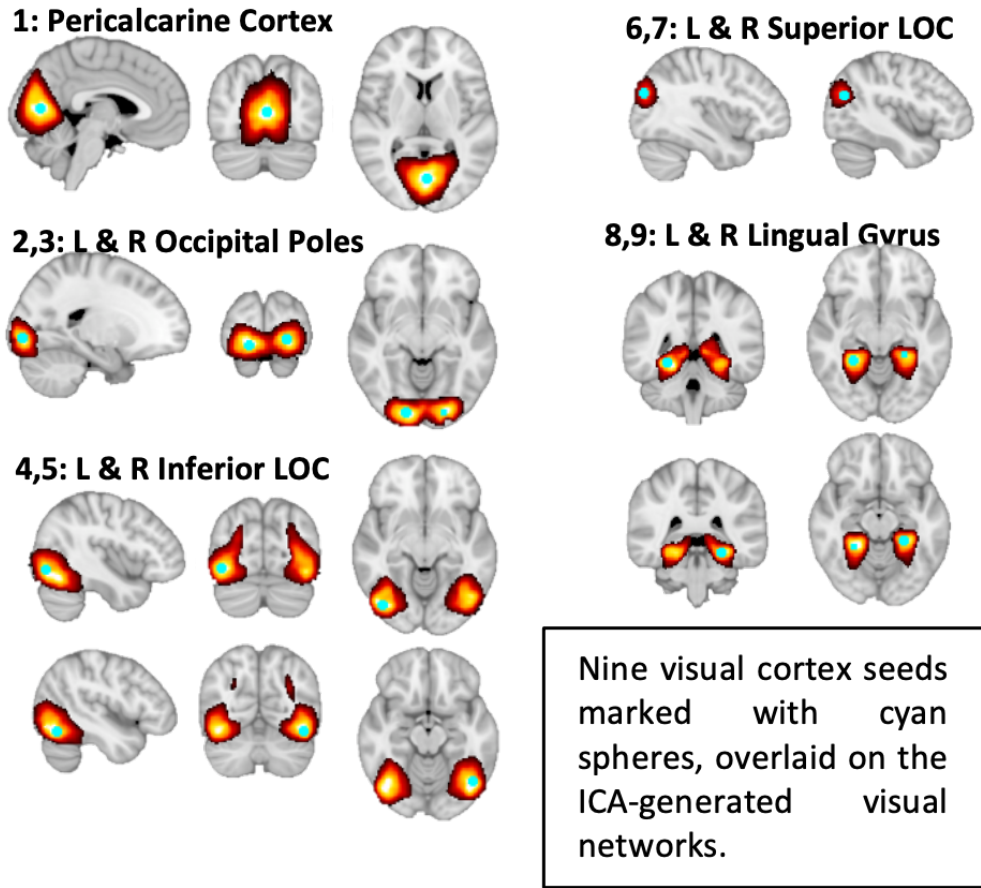 1: Pericalcarine Cortex
2,3: L & R Occipital Poles
4,5: L & R Inferior LOC
6,7: L & R Superior LOC
8,9: L & R Lingual Gyrus
Nine visual cortex seeds
marked with cyan
spheres, overlaid on the
ICA-generated visual
networks.